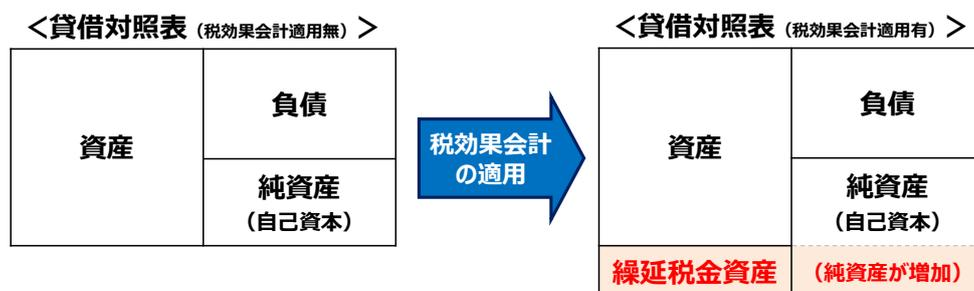 ＜貸借対照表（税効果会計適用無）＞
資産
負債
純資産
（自己資本）
税効果会計
の適用
＜貸借対照表（税効果会計適用有）＞
資産
負債
純資産
（自己資本）
繰延税金資産
（純資産が増加）